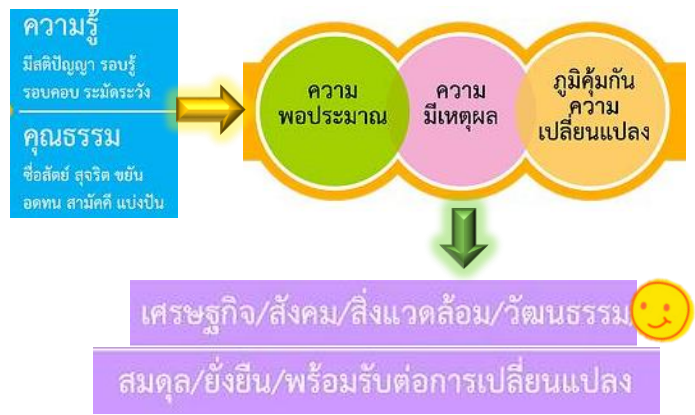 ความรู้
มีสติปัญญา รอบรู้
รอบคอบ ระมัดระวัง
คุณธรรม
ซื่อสัตย์ สุจริต ขยัน
อดทน สามัคคี แบ่งปัน
ความ
พอประมาณ
ความ
มีเหตุผล
ภูมิคุ้มกัน
ความ
เปลี่ยนแปลง
เศรษฐกิจ/สังคม/สิ่งแวดล้อม/วัฒนธรรม/
สมดุล/ยั่งยืน/พร้อมรับต่อการเปลี่ยนแปลง